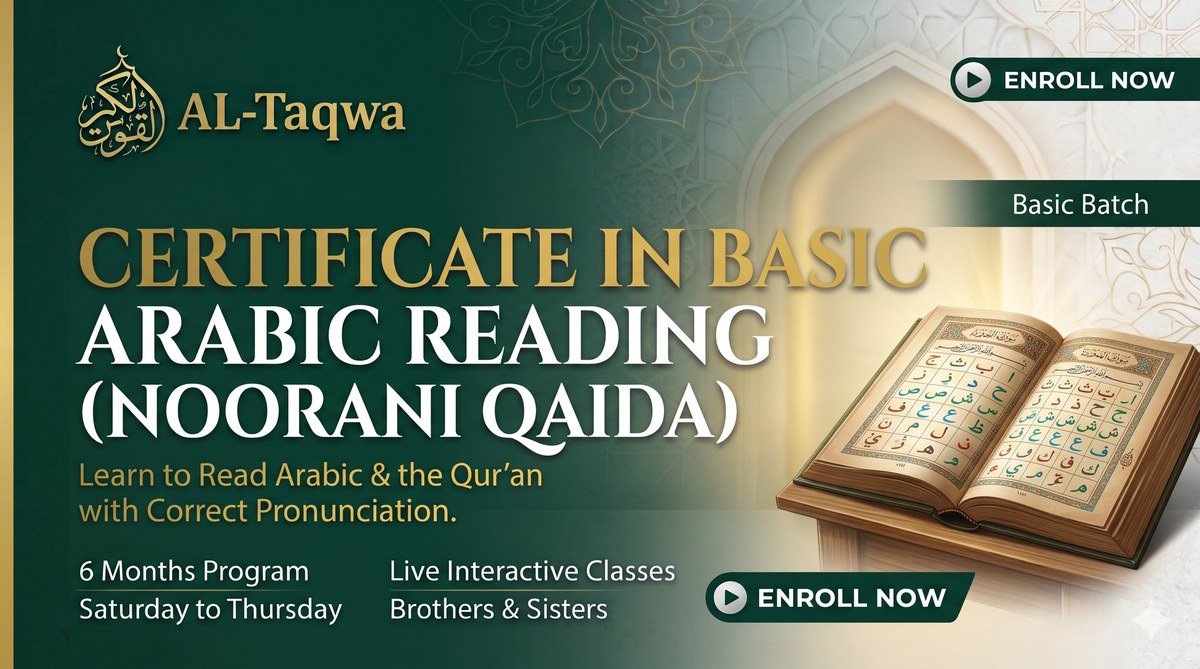 AL-Taqwa
ENROLL NOW
Basic Batch
CERTIFICATE IN BASIC
ARABIC READING
(NOORANI QAIDA)
Learn to Read Arabic & the Qur’an
with Correct Pronunciation.
6 Months Program
Live Interactive Classes
Saturday to Thursday
Brothers & Sisters
ENROLL NOW